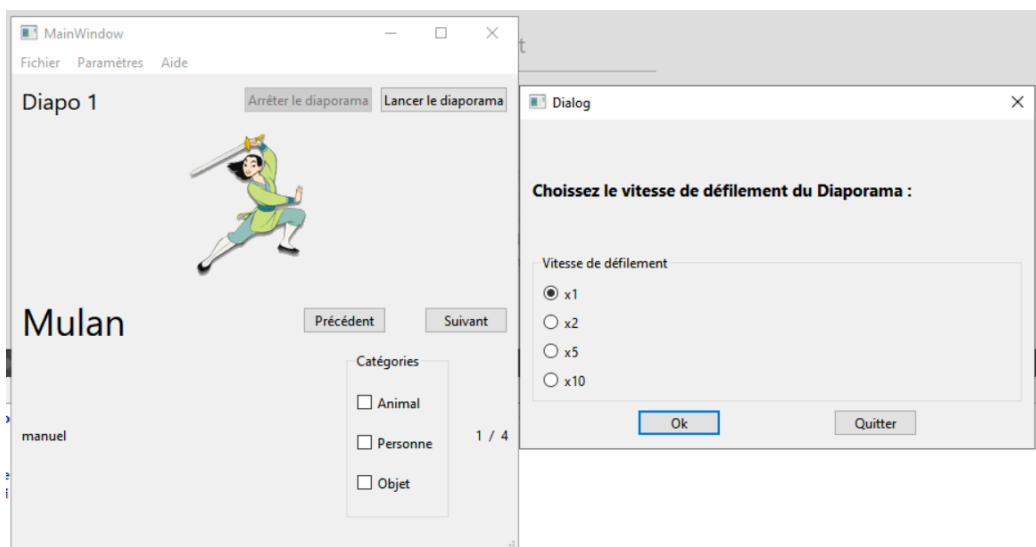 MainWindow
Fichier Paramètres Aide
Diapo 1
Arrêter le diaporama
Lancer le diaporama
Mulan
Précédent
Suivant
Catégories
Animal
Personne
Objet
manuel
1 / 4
t
Dialog
Choissez le vitesse de défilement du Diaporama :
Vitesse de défilement
x1
x2
x5
x10
Ok
Quitter